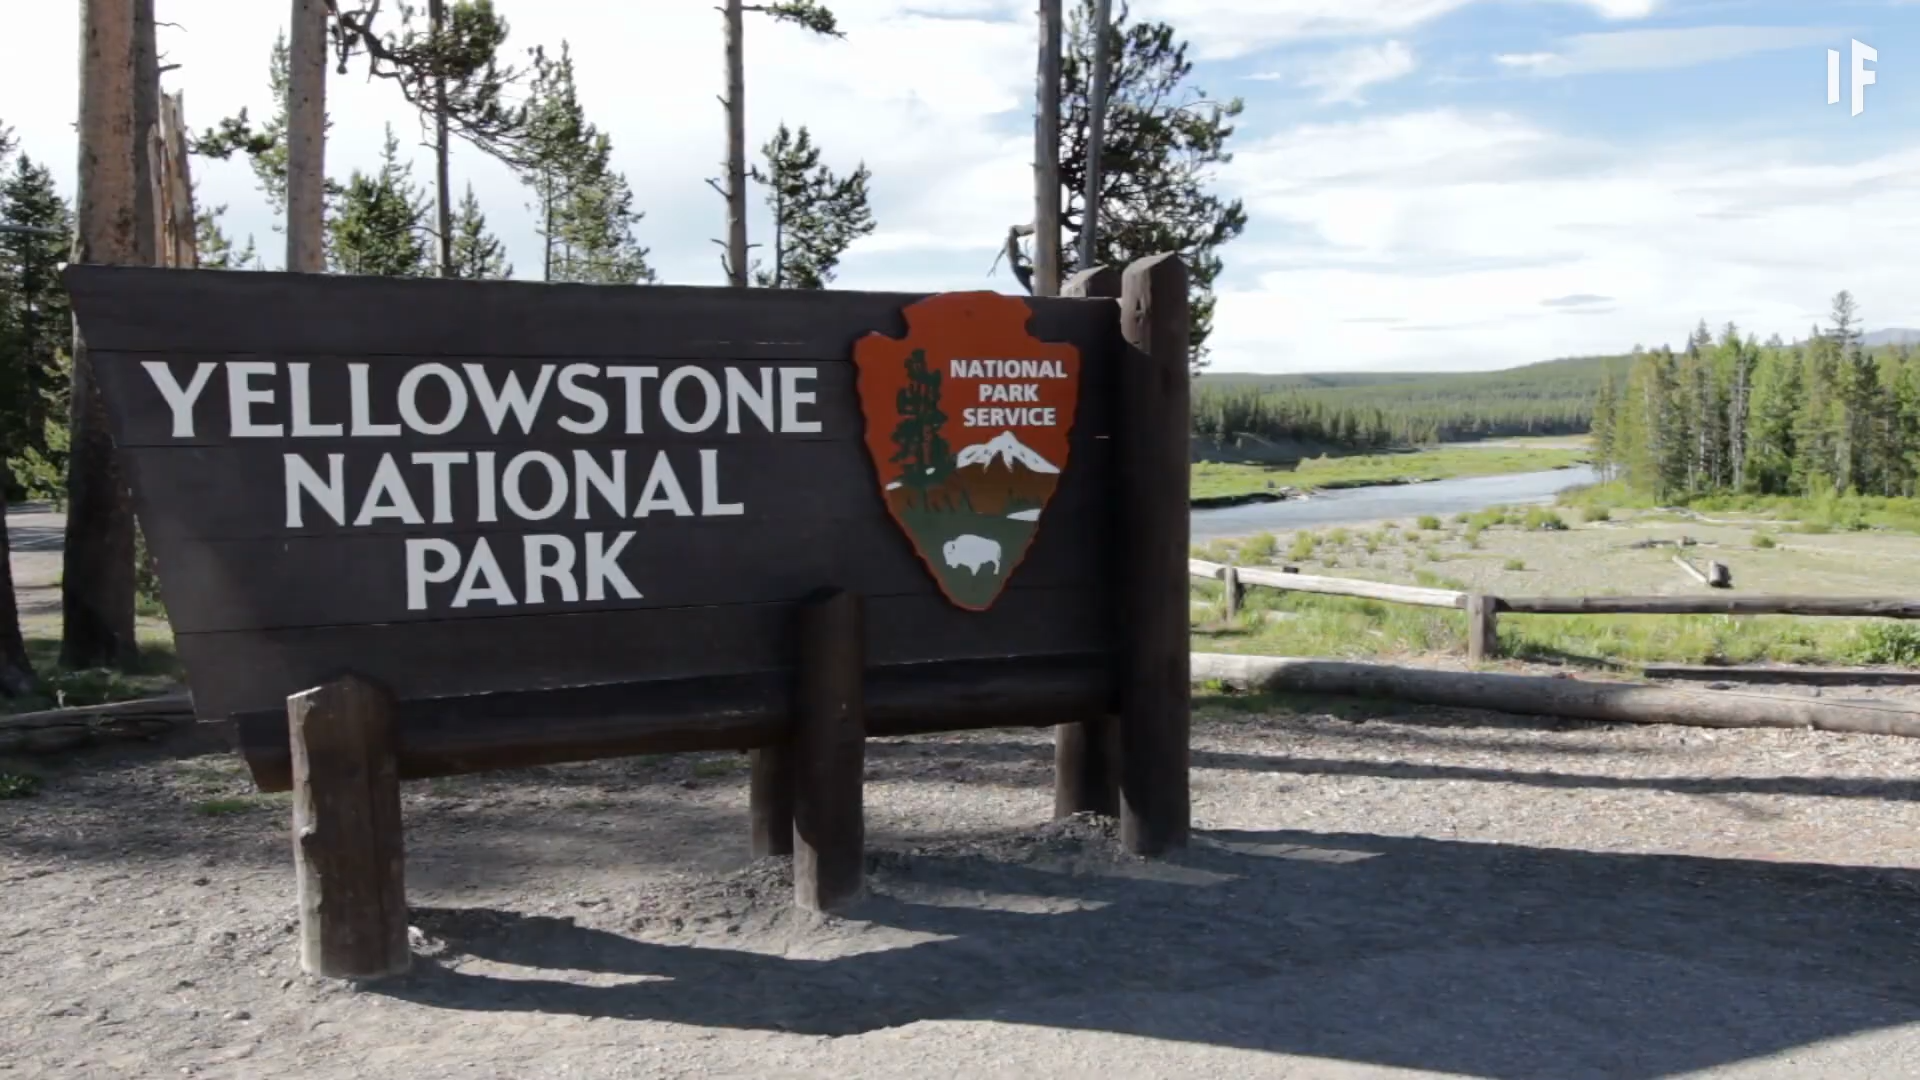 YELLOWSTONE
NATIONAL
PARK
NATIONAL
PARK
SERVICE
IF